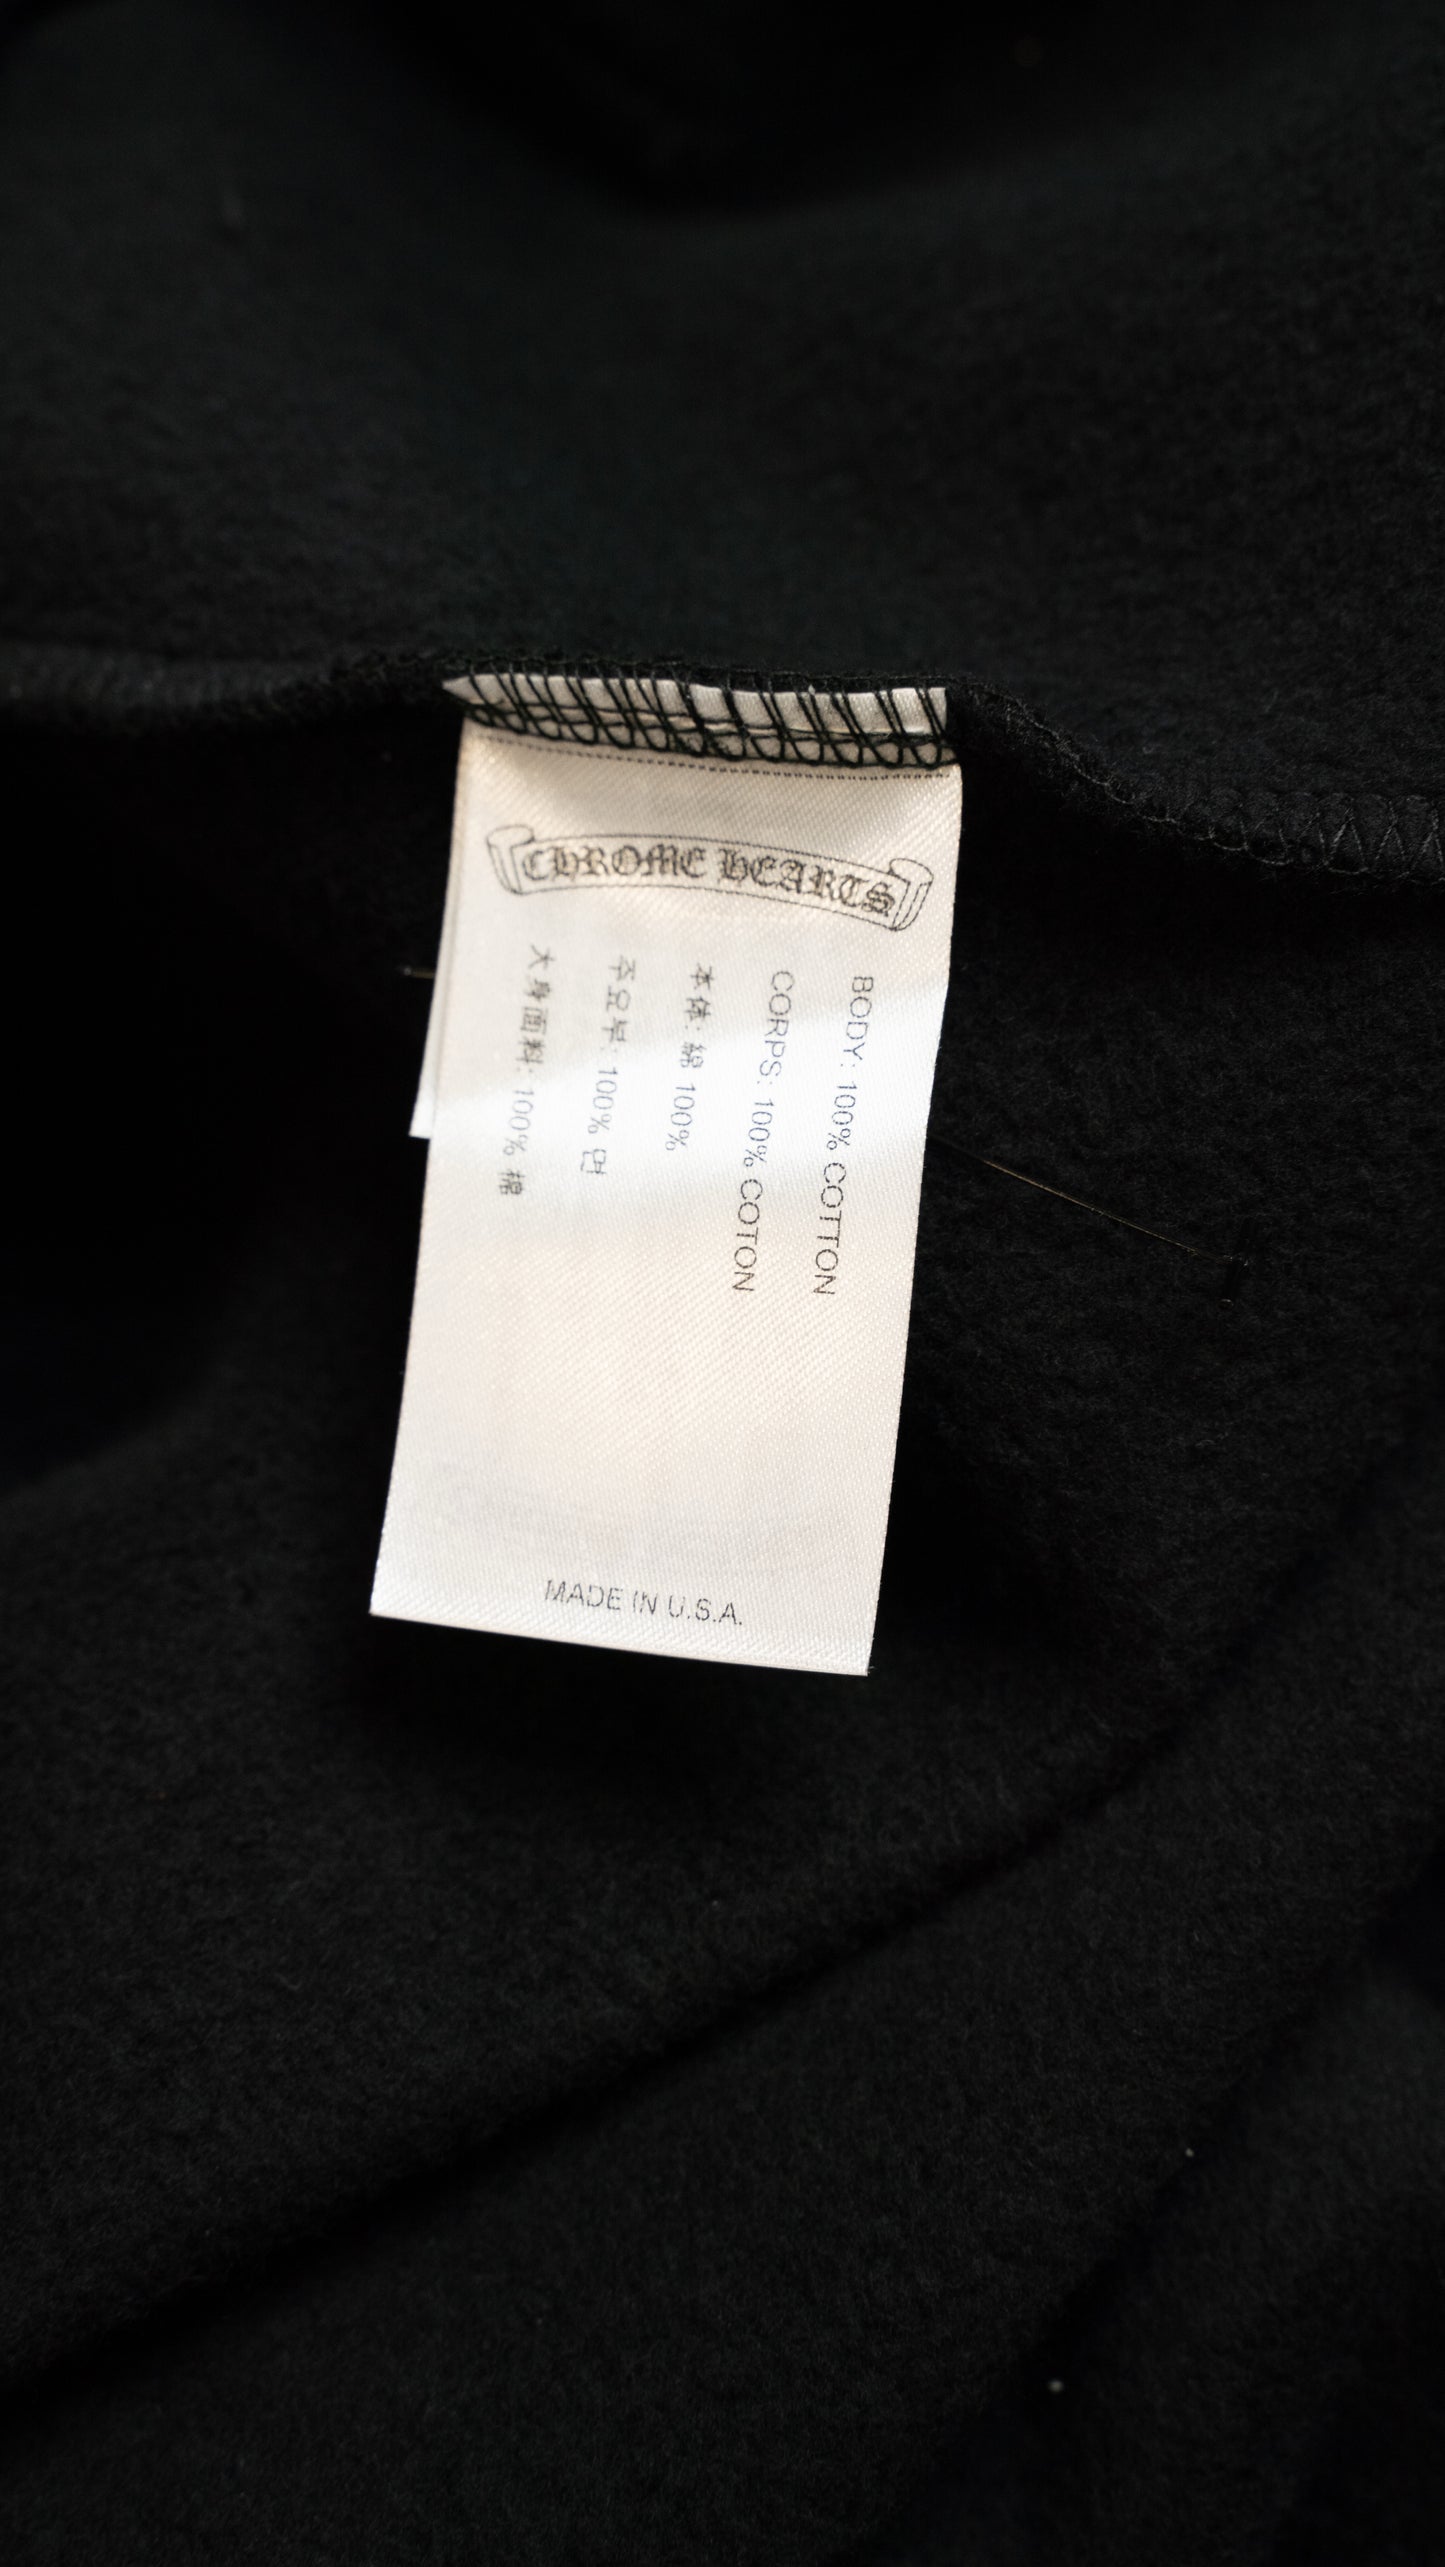 CHROME HEARTS
BODY: 100% COTTON
CORPS: 100% COTON
本体: 綿 100%
주요부: 100% 면
大身面料: 100% 棉
MADE IN U.S.A.